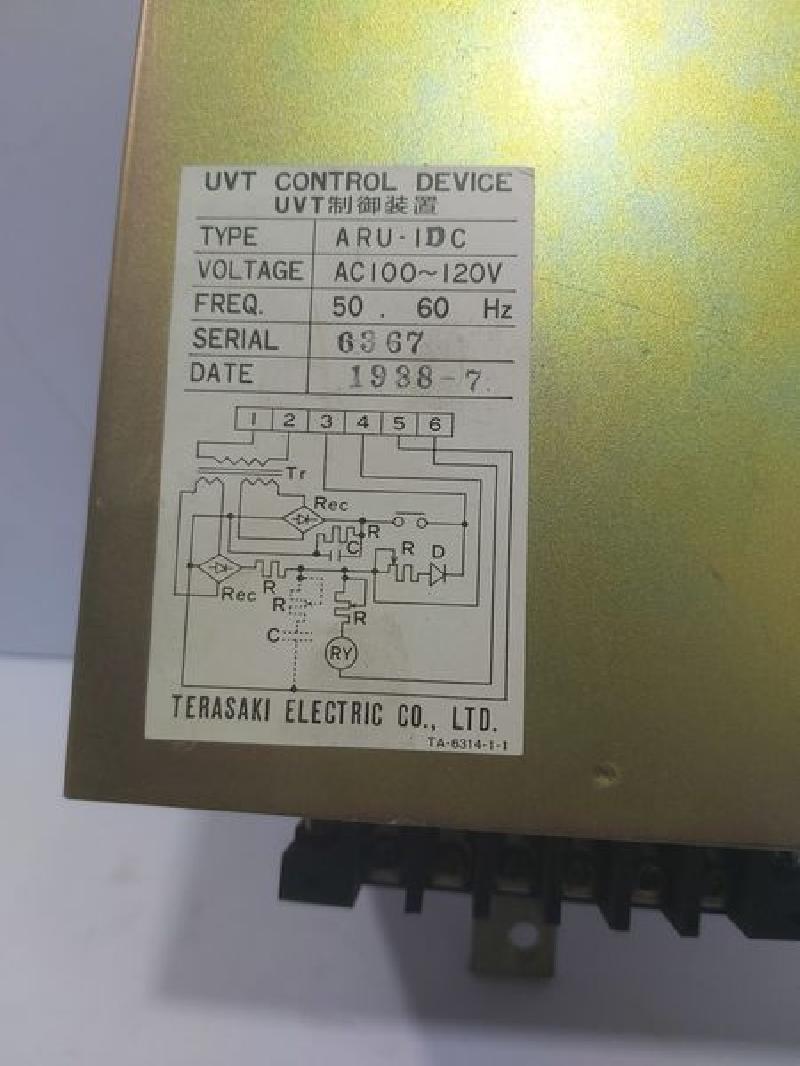 UVT CONTROL DEVICE
UVT制御装置
TYPE ARU-1DC
VOLTAGE AC100~120V
FREQ. 50 . 60 Hz
SERIAL 6367
DATE 1988-7.
1 2 3 4 5 6
Tr
Rec
R
C
R D
Rec
R
R
R
C
RY
TERASAKI ELECTRIC CO., LTD.
TA-6314-1-1